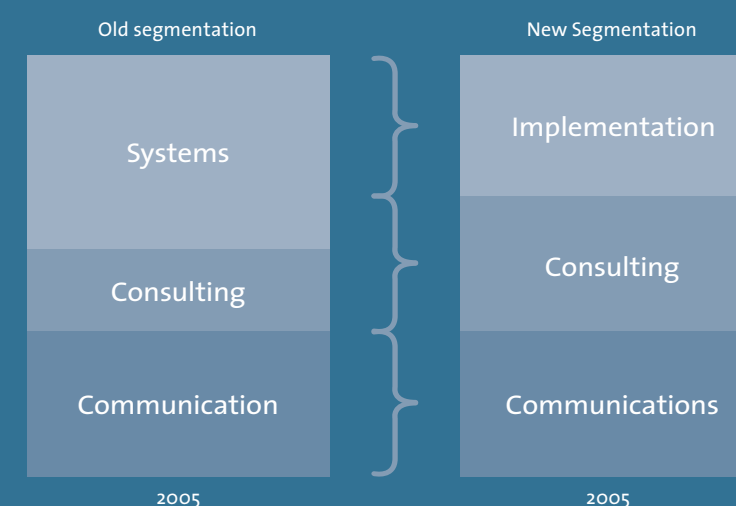 Old segmentation
Systems
Consulting
Communication
2005
New Segmentation
Implementation
Consulting
Communications
2005